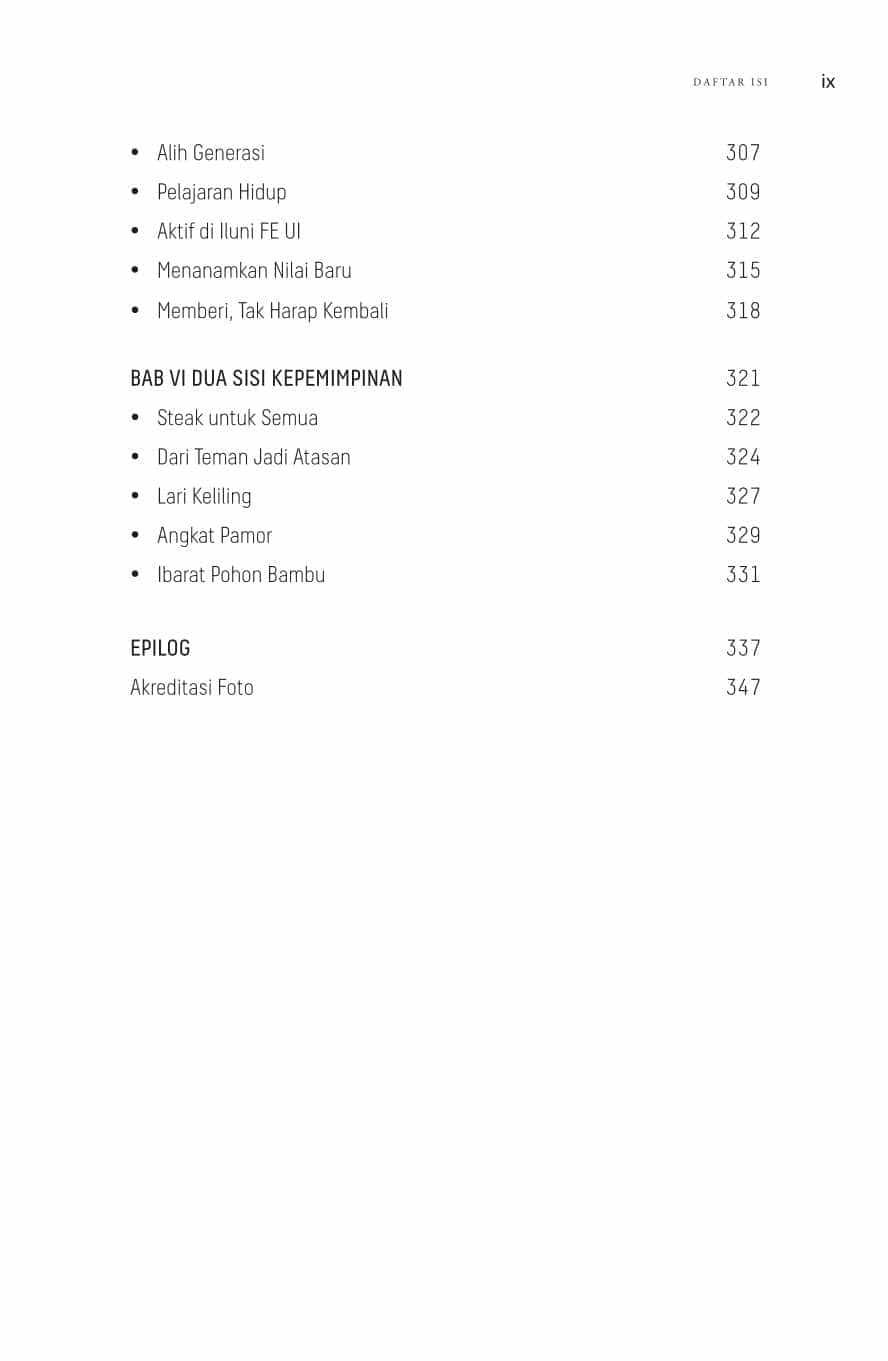 DAFTAR ISI ix
• Alih Generasi 307
• Pelajaran Hidup 309
• Aktif di Iluni FE UI 312
• Menanamkan Nilai Baru 315
• Memberi, Tak Harap Kembali 318
BAB VI DUA SISI KEPEMIMPINAN 321
• Steak untuk Semua 322
• Dari Teman Jadi Atasan 324
• Lari Keliling 327
• Angkat Pamor 329
• Ibarat Pohon Bambu 331
EPILOG 337
Akreditasi Foto 347